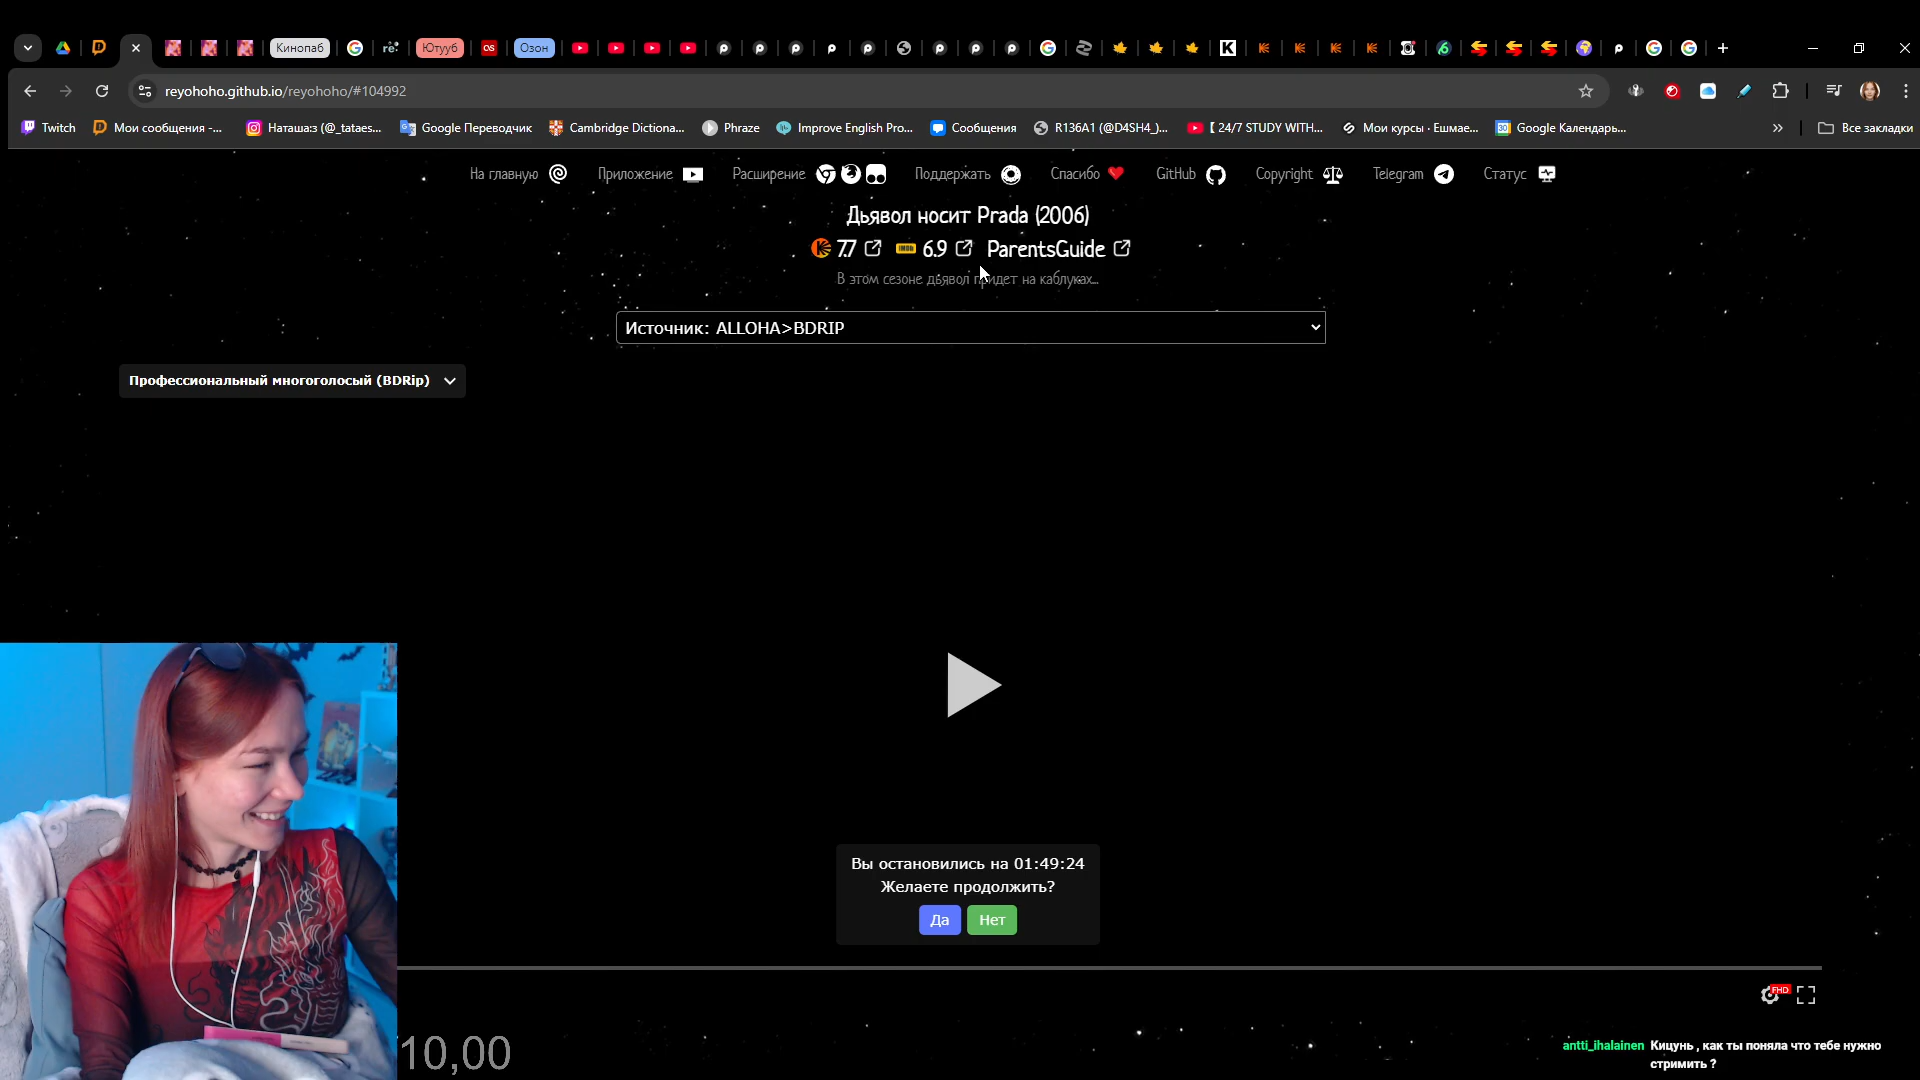 Кинопаб
re:
Ютууб
Озон
reyohoho.github.io/reyohoho/#104992
Twitch
Мои сообщения -...
Наташа:з (@_tataes...
Google Переводчик
Cambridge Dictiona...
Phraze
Improve English Pro...
Сообщения
R136A1 (@D4SH4_)...
【 24/7 STUDY WITH...
Мои курсы · Ешмае...
Google Календарь...
»
Все закладки
На главную
Приложение
Расширение
Поддержать
Спасибо
GitHub
Copyright
Telegram
Статус
Дьявол носит Prada (2006)
7.7 IMDb 6.9 ParentsGuide
В этом сезоне дьявол придет на каблуках...
Источник: ALLOHA>BDRIP
Профессиональный многоголосый (BDRip)
Вы остановились на 01:49:24
Желаете продолжить?
Да Нет
FHD
10,00
antti_ihalainen Кицунь , как ты поняла что тебе нужно
стримить ?